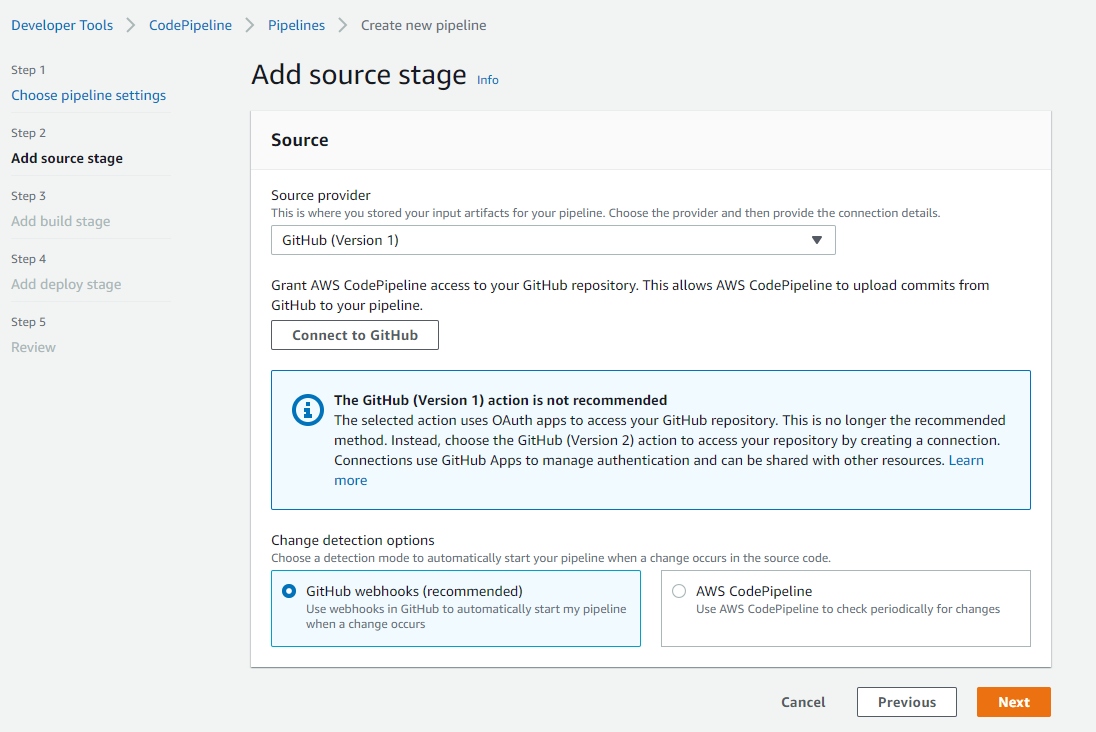 Developer Tools > CodePipeline > Pipelines > Create new pipeline
Step 1
Choose pipeline settings
Step 2
Add source stage
Step 3
Add build stage
Step 4
Add deploy stage
Step 5
Review
Add source stage Info
Source
Source provider
This is where you stored your input artifacts for your pipeline. Choose the provider and then provide the connection details.
GitHub (Version 1)
Grant AWS CodePipeline access to your GitHub repository. This allows AWS CodePipeline to upload commits from
GitHub to your pipeline.
Connect to GitHub
The GitHub (Version 1) action is not recommended
The selected action uses OAuth apps to access your GitHub repository. This is no longer the recommended
method. Instead, choose the GitHub (Version 2) action to access your repository by creating a connection.
Connections use GitHub Apps to manage authentication and can be shared with other resources. Learn
more
Change detection options
Choose a detection mode to automatically start your pipeline when a change occurs in the source code.
GitHub webhooks (recommended)
Use webhooks in GitHub to automatically start my pipeline
when a change occurs
AWS CodePipeline
Use AWS CodePipeline to check periodically for changes
Cancel
Previous
Next